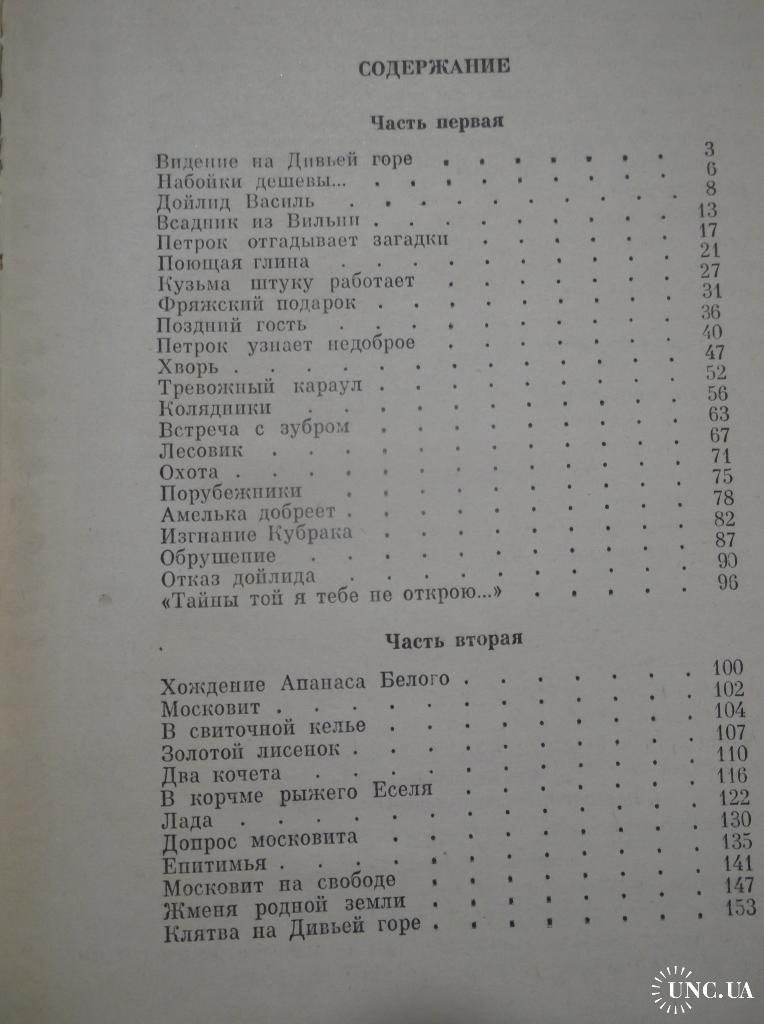 СОДЕРЖАНИЕ
Часть первая
Видение на Дивьей горе . . . . . . . 3
Набойки дешевы... . . . . . . . . 6
Дойлид Василь . . . . . . . . . 8
Всадник из Вильни . . . . . . . . 13
Петрок отгадывает загадки . . . . . . 17
Поющая глина . . . . . . . . . 21
Кузьма штуку работает . . . . . . . 27
Фряжский подарок . . . . . . . . 31
Поздний гость . . . . . . . . . 36
Петрок узнает недоброе . . . . . . . 40
Хворь . . . . . . . . . . . 47
Тревожный караул . . . . . . . . 52
Колядники . . . . . . . . . . 56
Встреча с зубром . . . . . . . . 63
Лесовик . . . . . . . . . . 67
Охота . . . . . . . . . . . 71
Порубежники . . . . . . . . . 75
Амелька добреет . . . . . . . . . 78
Изгнание Кубрака . . . . . . . . 82
Обрушение . . . . . . . . . . 87
Отказ дойлида . . . . . . . . . 90
«Тайны той я тебе не открою...» . . . . . 96
Часть вторая
Хождение Апанаса Белого . . . . . . . 100
Московит . . . . . . . . . . . 102
В свиточной келье . . . . . . . . 104
Золотой лисенок . . . . . . . . . 107
Два кочета . . . . . . . . . . 110
В корчме рыжего Еселя . . . . . . . 116
Лада . . . . . . . . . . . 122
Допрос московита . . . . . . . . 130
Епитимья . . . . . . . . . . . 135
Московит на свободе . . . . . . . 141
Жменя родной земли . . . . . . . 147
Клятва на Дивьей горе . . . . . . . 153
UNC.UA